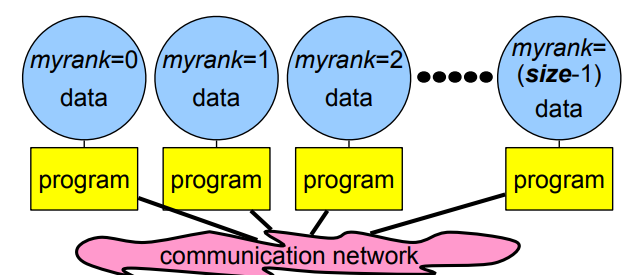 myrank=0
data
myrank=1
data
myrank=2
data
myrank=
(size-1)
data
program
program
program
program
communication network